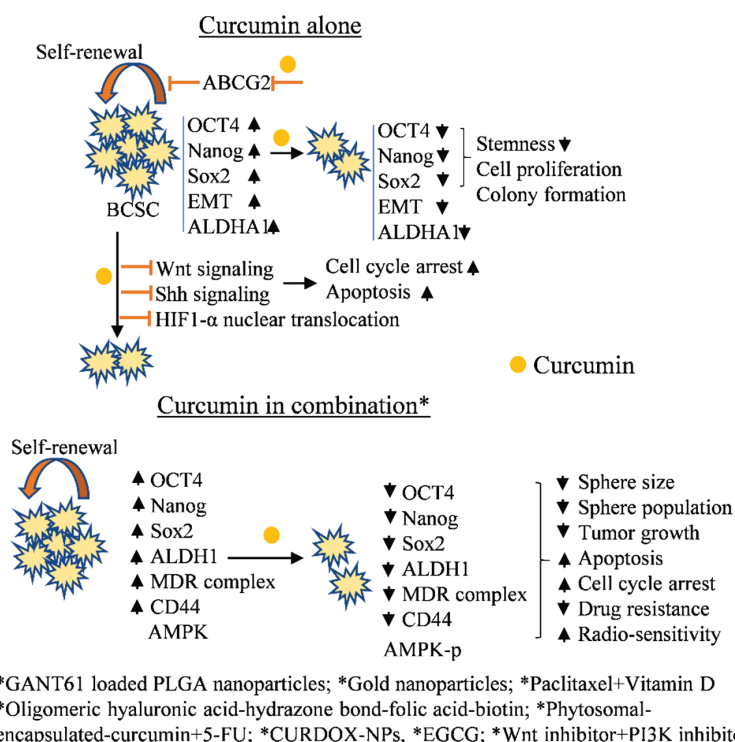 Curcumin alone
Self-renewal
ABCG2
OCT4
Nanog
Sox2
EMT
ALDHA1
BCSC
OCT4
Nanog
Sox2
EMT
ALDHA1
Stemness
Cell proliferation
Colony formation
Wnt signaling
Shh signaling
HIF1-α nuclear translocation
Cell cycle arrest
Apoptosis
Curcumin
Curcumin in combination*
Self-renewal
OCT4
Nanog
Sox2
ALDH1
MDR complex
CD44
AMPK
OCT4
Nanog
Sox2
ALDH1
MDR complex
CD44
AMPK-p
Sphere size
Sphere population
Tumor growth
Apoptosis
Cell cycle arrest
Drug resistance
Radio-sensitivity
*GANT61 loaded PLGA nanoparticles; *Gold nanoparticles; *Paclitaxel+Vitamin D
*Oligomeric hyaluronic acid-hydrazone bond-folic acid-biotin; *Phytosomal-
encapsulated-curcumin+5-FU; *CURDOX-NPs, *EGCG; *Wnt inhibitor+PI3K